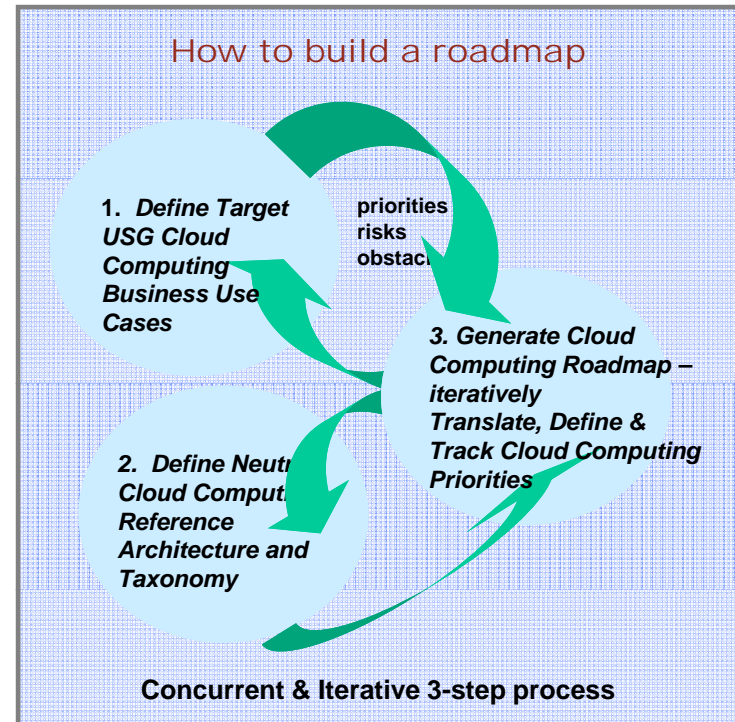 How to build a roadmap
1. Define Target
USG Cloud
Computing
Business Use
Cases
priorities
risks
3. Generate Cloud
Computing Roadmap –
iteratively
Translate, Define &
Track Cloud Computing
Priorities
2. Define
Cloud
Reference
Architecture and
Taxonomy
Concurrent & Iterative 3-step process